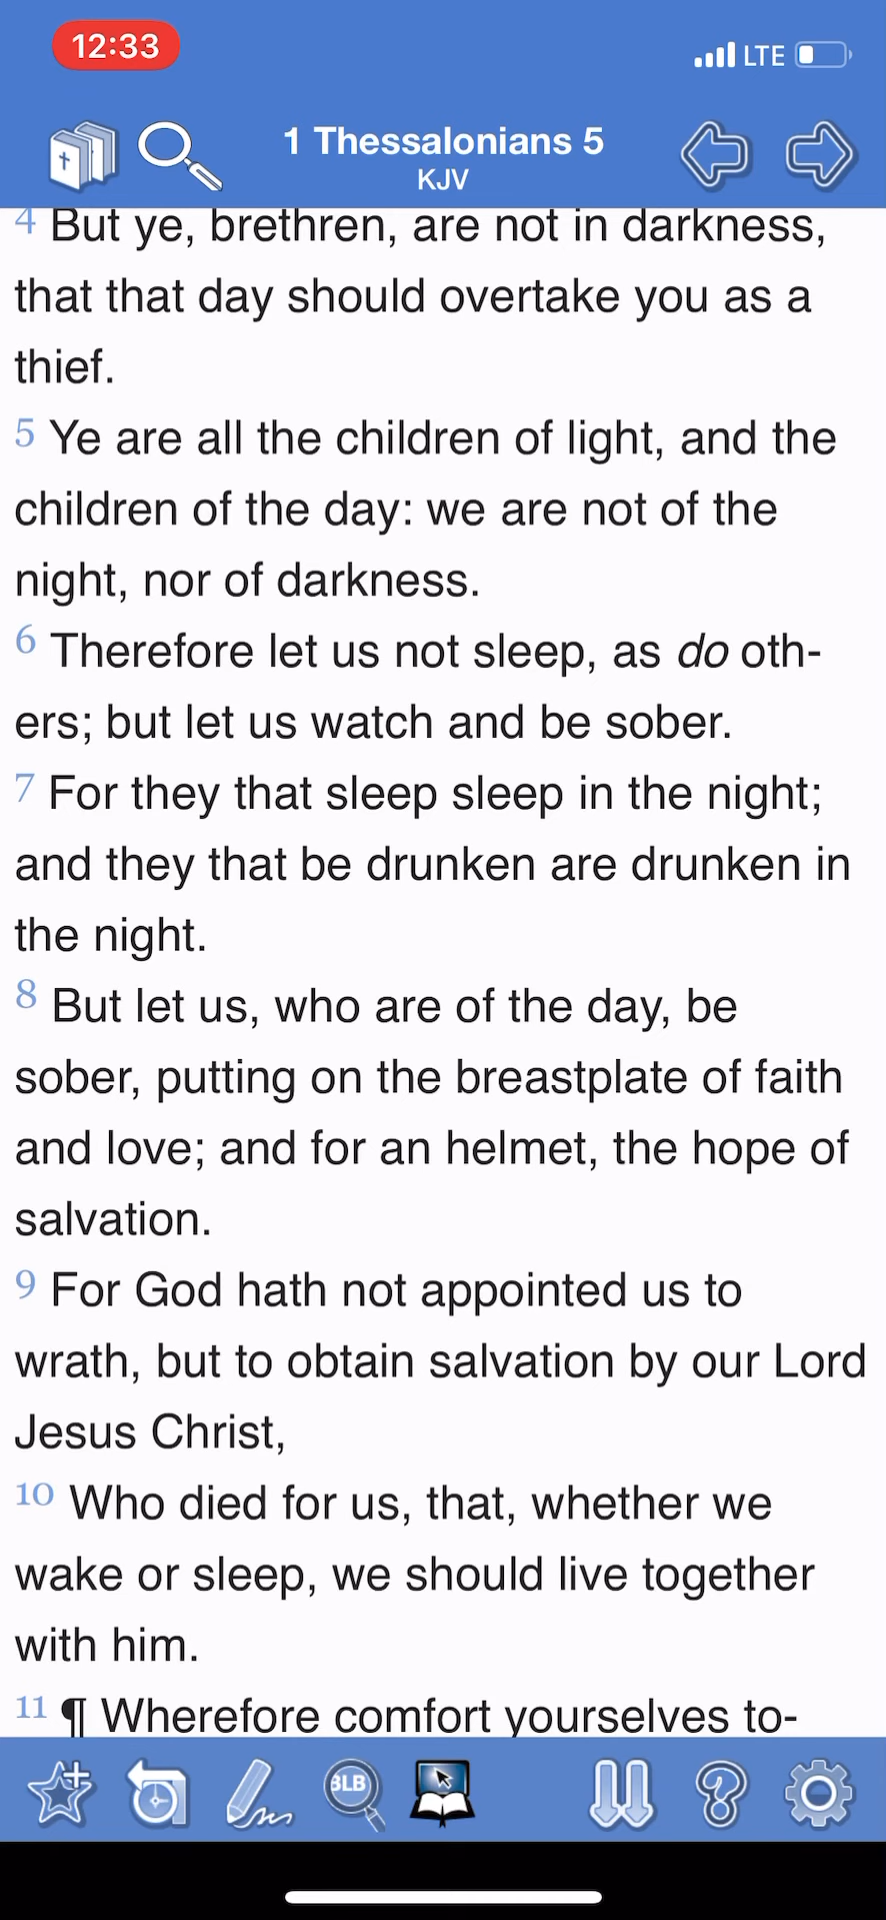 12:33
LTE
1 Thessalonians 5
KJV
4 But ye, brethren, are not in darkness,
that that day should overtake you as a
thief.
5 Ye are all the children of light, and the
children of the day: we are not of the
night, nor of darkness.
6 Therefore let us not sleep, as do oth-
ers; but let us watch and be sober.
7 For they that sleep sleep in the night;
and they that be drunken are drunken in
the night.
8 But let us, who are of the day, be
sober, putting on the breastplate of faith
and love; and for an helmet, the hope of
salvation.
9 For God hath not appointed us to
wrath, but to obtain salvation by our Lord
Jesus Christ,
10 Who died for us, that, whether we
wake or sleep, we should live together
with him.
11 ¶ Wherefore comfort yourselves to-
BLB